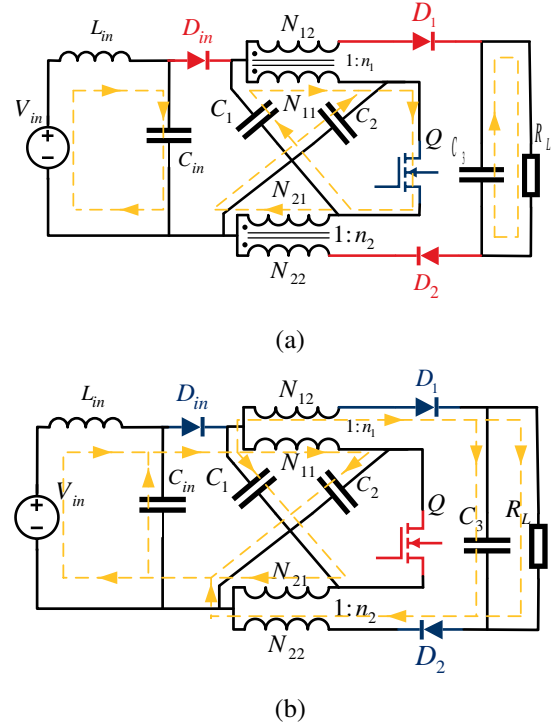 L_in D_in N_12 D_1
1:n_1
V_in C_in C_1 N_11 C_2 Q C_3 R_L
N_21
1:n_2
N_22 D_2
(a)
L_in D_in N_12 D_1
1:n_1
V_in C_in C_1 N_11 C_2 Q C_3 R_L
N_21
1:n_2
N_22 D_2
(b)